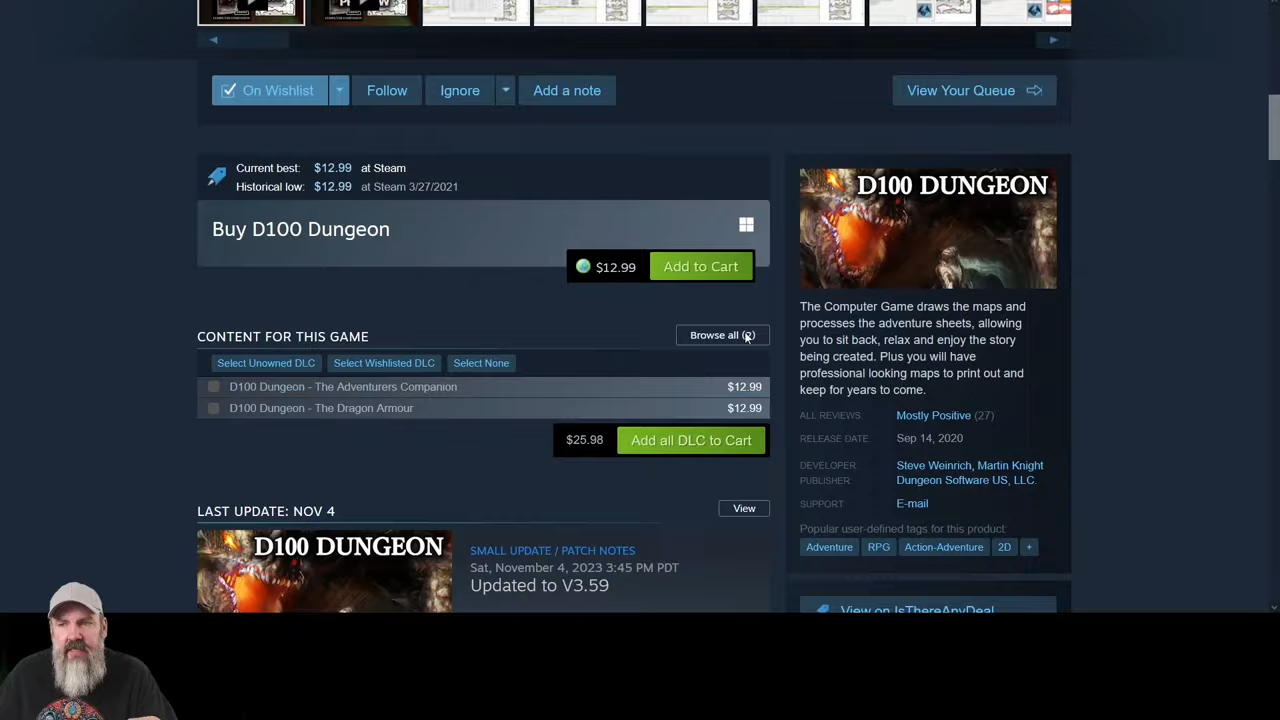 On Wishlist
Follow
Ignore
Add a note
View Your Queue
Current best: $12.99 at Steam
Historical low: $12.99 at Steam 3/27/2021
Buy D100 Dungeon
$12.99
Add to Cart
CONTENT FOR THIS GAME
Browse all (2)
Select Unowned DLC
Select Wishlisted DLC
Select None
D100 Dungeon - The Adventurers Companion $12.99
D100 Dungeon - The Dragon Armour $12.99
$25.98
Add all DLC to Cart
LAST UPDATE: NOV 4
View
D100 DUNGEON
SMALL UPDATE / PATCH NOTES
Sat, November 4, 2023 3:45 PM PDT
Updated to V3.59
D100 DUNGEON
The Computer Game draws the maps and
processes the adventure sheets, allowing
you to sit back, relax and enjoy the story
being created. Plus you will have
professional looking maps to print out and
keep for years to come.
ALL REVIEWS: Mostly Positive (27)
RELEASE DATE: Sep 14, 2020
DEVELOPER: Steve Weinrich, Martin Knight
PUBLISHER: Dungeon Software US, LLC.
SUPPORT: E-mail
Popular user-defined tags for this product:
Adventure
RPG
Action-Adventure
2D
+
View on IsThereAnyDeal